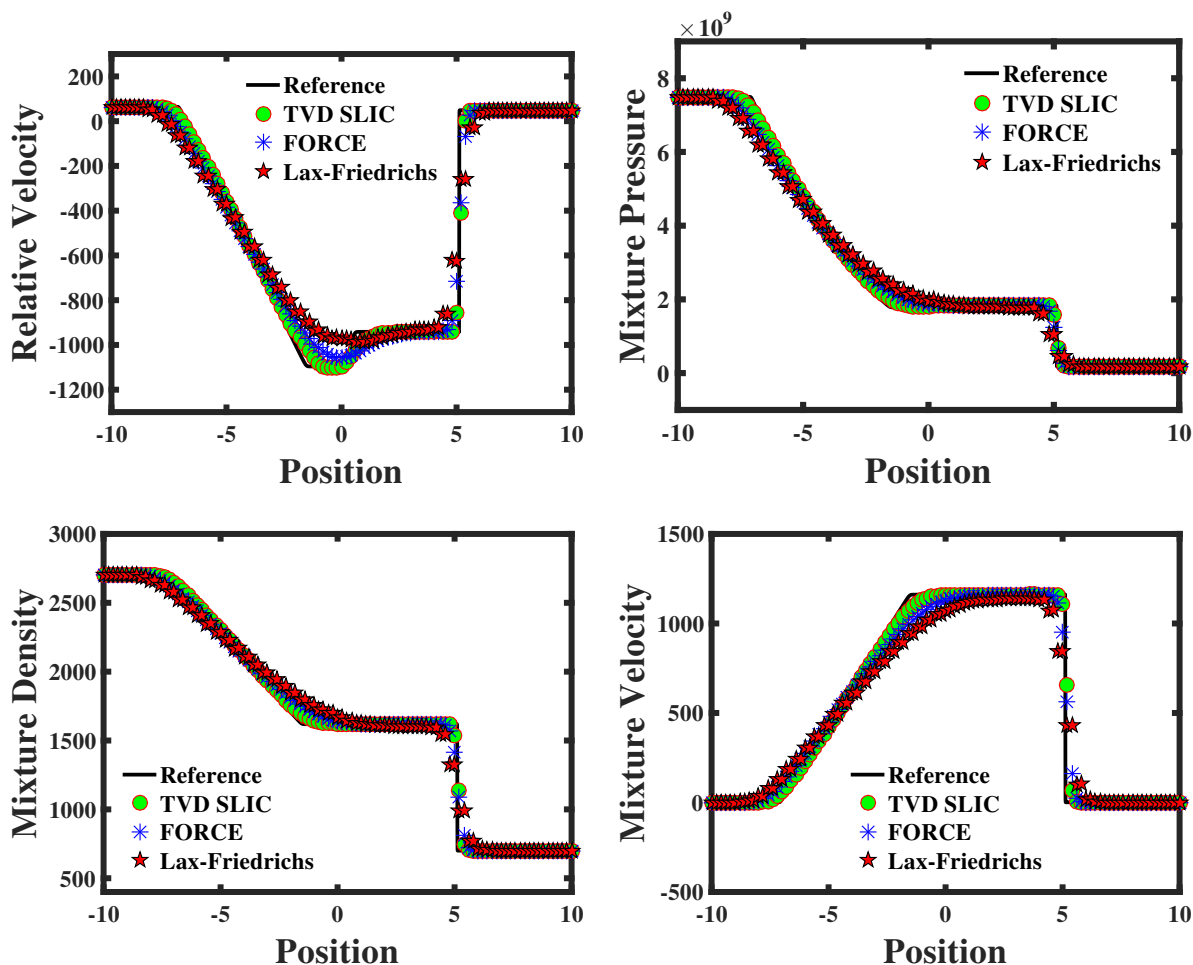 200
0
-200
-400
-600
-800
-1000
-1200
Relative Velocity
Reference
TVD SLIC
FORCE
Lax-Friedrichs
-10
-5
0
5
10
Position
× 10⁹
8
6
4
2
0
Mixture Pressure
Reference
TVD SLIC
FORCE
Lax-Friedrichs
-10
-5
0
5
10
Position
3000
2500
2000
1500
1000
500
Mixture Density
Reference
TVD SLIC
FORCE
Lax-Friedrichs
-10
-5
0
5
10
Position
1500
1000
500
0
-500
Mixture Velocity
Reference
TVD SLIC
FORCE
Lax-Friedrichs
-10
-5
0
5
10
Position